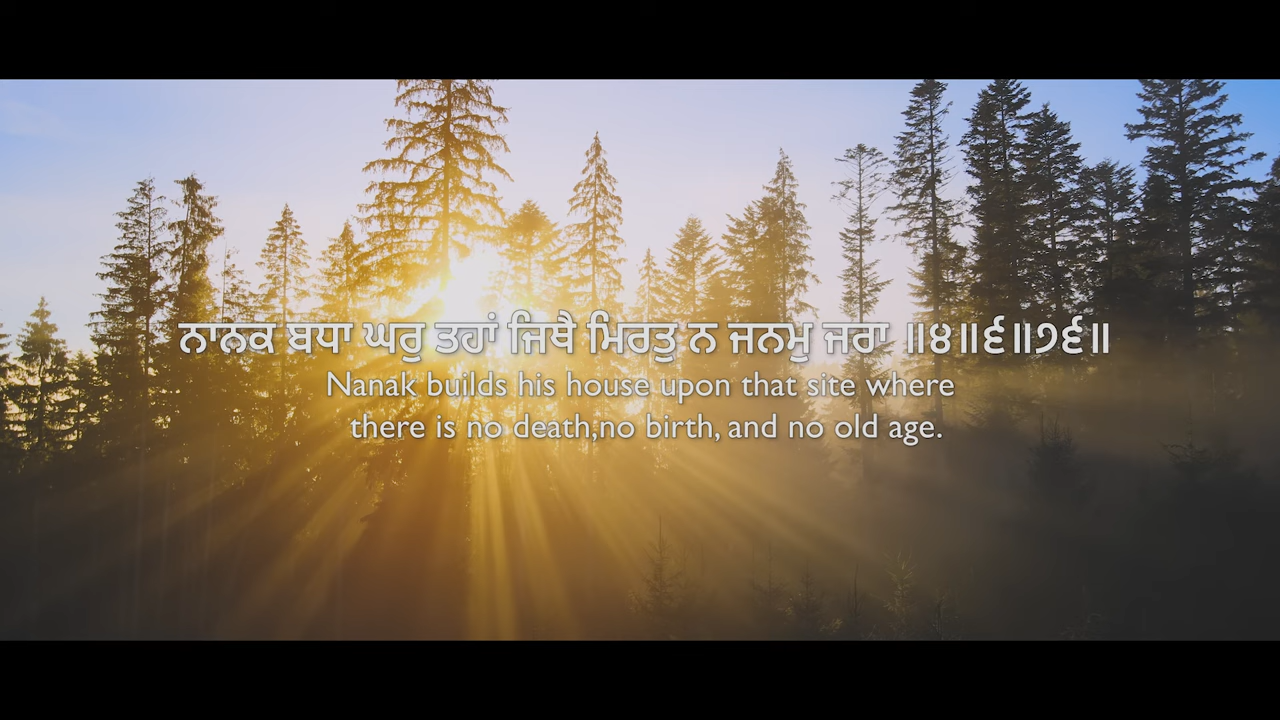 ਨਾਨਕ ਬਧਾ ਘਰੁ ਤਹਾਂ ਜਿਥੈ ਮਿਰਤੁ ਨ ਜਨਮੁ ਜਰਾ ॥੪॥੬॥੭੬॥
Nanak builds his house upon that site where
there is no death,no birth, and no old age.